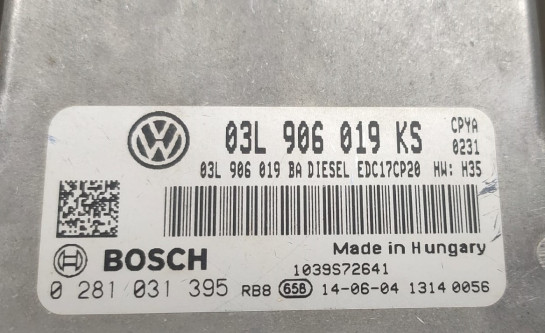 03L 906 019 KS CPYA
0231
03L 906 019 BA DIESEL EDC17CP20 HW: H35
Made in Hungary
BOSCH
1039S72641
0 281 031 395 RB8 658 14-06-04 1314 0056